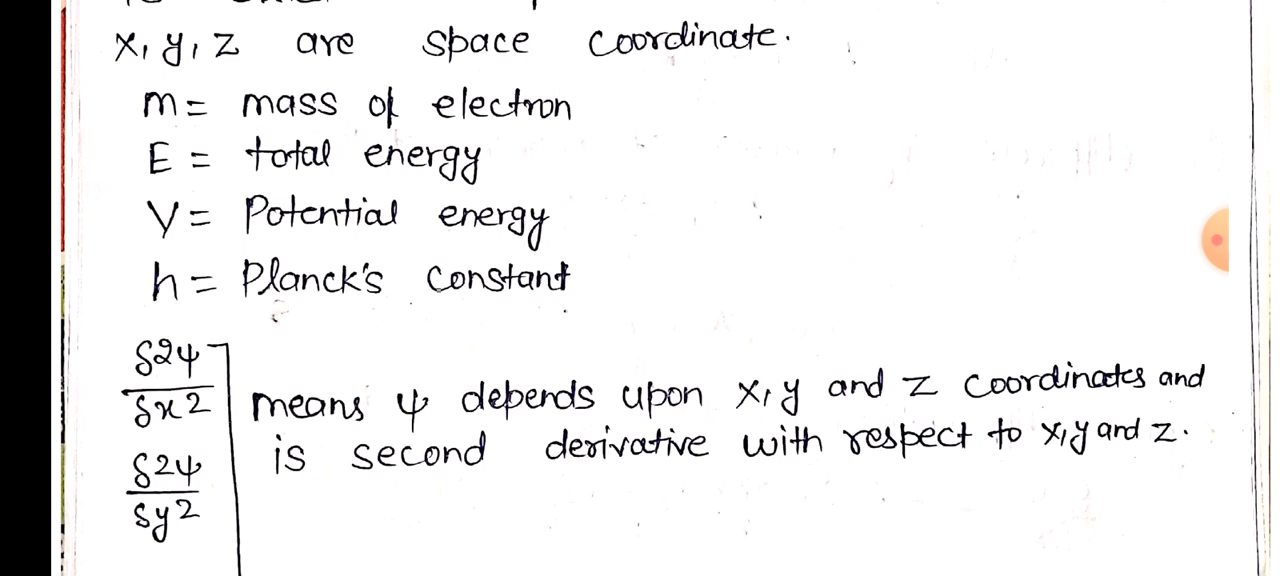 x, y, z are space coordinate.
m = mass of electron
E = total energy
V = Potential energy
h = Planck's constant
δ2ψ
δx2
means ψ depends upon x, y and z coordinates and
is second derivative with respect to x, y and z.
δ2ψ
δy2